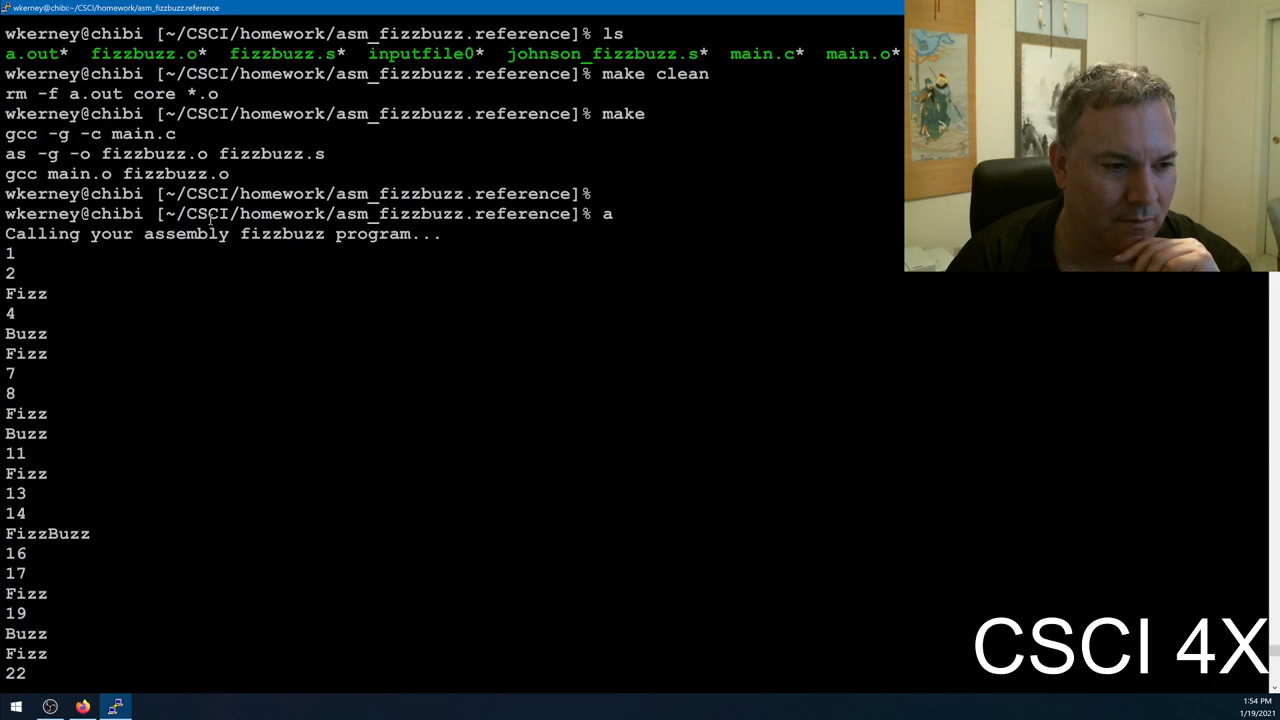 wkerney@chibi:~/CSCI/homework/asm_fizzbuzz.reference
wkerney@chibi [~/CSCI/homework/asm_fizzbuzz.reference]% ls
a.out*  fizzbuzz.o*  fizzbuzz.s*  inputfile0*  johnson_fizzbuzz.s*  main.c*  main.o*
wkerney@chibi [~/CSCI/homework/asm_fizzbuzz.reference]% make clean
rm -f a.out core *.o
wkerney@chibi [~/CSCI/homework/asm_fizzbuzz.reference]% make
gcc -g -c main.c
as -g -o fizzbuzz.o fizzbuzz.s
gcc main.o fizzbuzz.o
wkerney@chibi [~/CSCI/homework/asm_fizzbuzz.reference]%
wkerney@chibi [~/CSCI/homework/asm_fizzbuzz.reference]% a
Calling your assembly fizzbuzz program...
1
2
Fizz
4
Buzz
Fizz
7
8
Fizz
Buzz
11
Fizz
13
14
FizzBuzz
16
17
Fizz
19
Buzz
Fizz
22
CSCI 4X
1:54 PM
1/19/2021